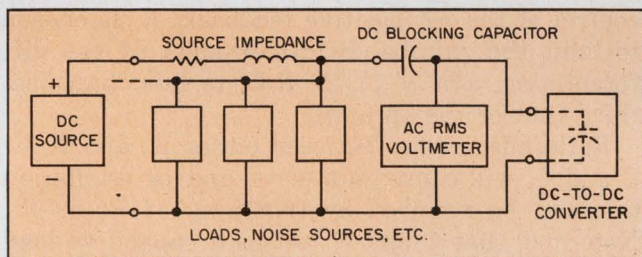 SOURCE IMPEDANCE
DC BLOCKING CAPACITOR
+
DC
SOURCE
−
AC RMS
VOLTMETER
DC-TO-DC
CONVERTER
LOADS, NOISE SOURCES, ETC.